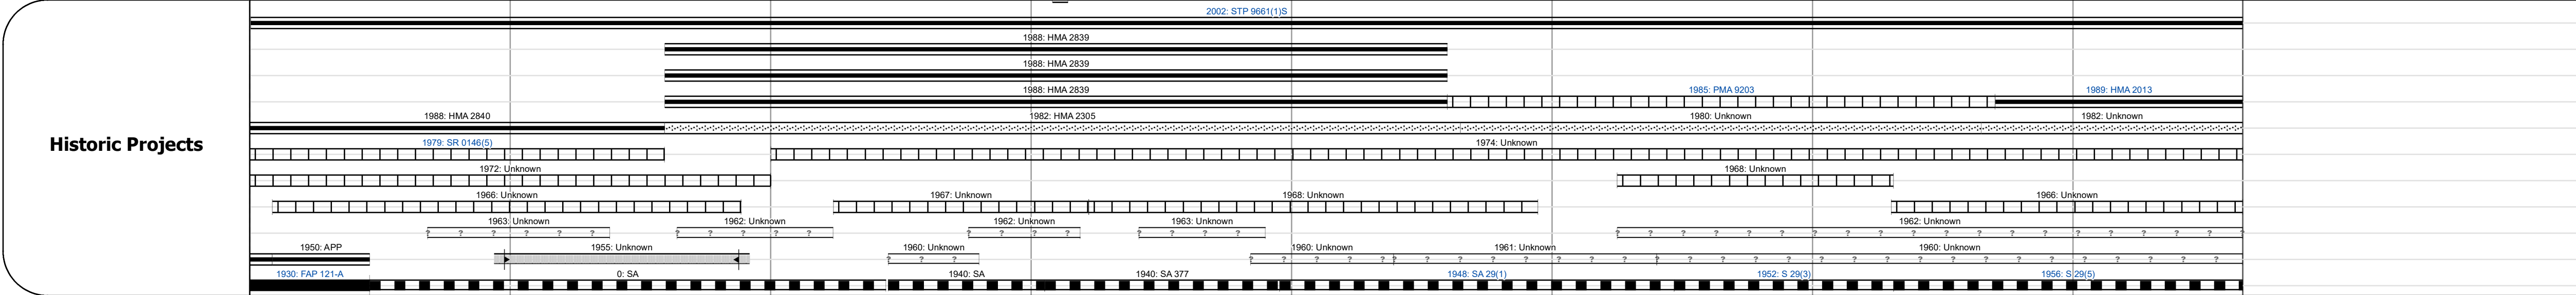 2002: STP 9661(1)S
1988: HMA 2839
1988: HMA 2839
1988: HMA 2839 1985: PMA 9203 1989: HMA 2013
1988: HMA 2840 1982: HMA 2305 1980: Unknown 1982: Unknown
Historic Projects
1979: SR 0146(5) 1974: Unknown
1972: Unknown 1968: Unknown
1966: Unknown 1967: Unknown 1968: Unknown 1966: Unknown
1963: Unknown 1962: Unknown 1962: Unknown 1963: Unknown 1962: Unknown
1950: APP 1955: Unknown 1960: Unknown 1960: Unknown 1961: Unknown 1960: Unknown
1930: FAP 121-A 0: SA 1940: SA 1940: SA 377 1948: SA 29(1) 1952: S 29(3) 1956: S 29(5)